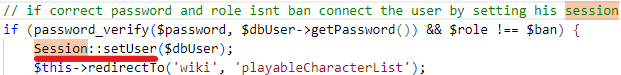 // if correct password and role isnt ban connect the user by setting his session
if (password_verify($password, $dbUser->getPassword()) && $role !== $ban) {
Session::setUser($dbUser);
$this->redirectTo('wiki', 'playableCharacterList');